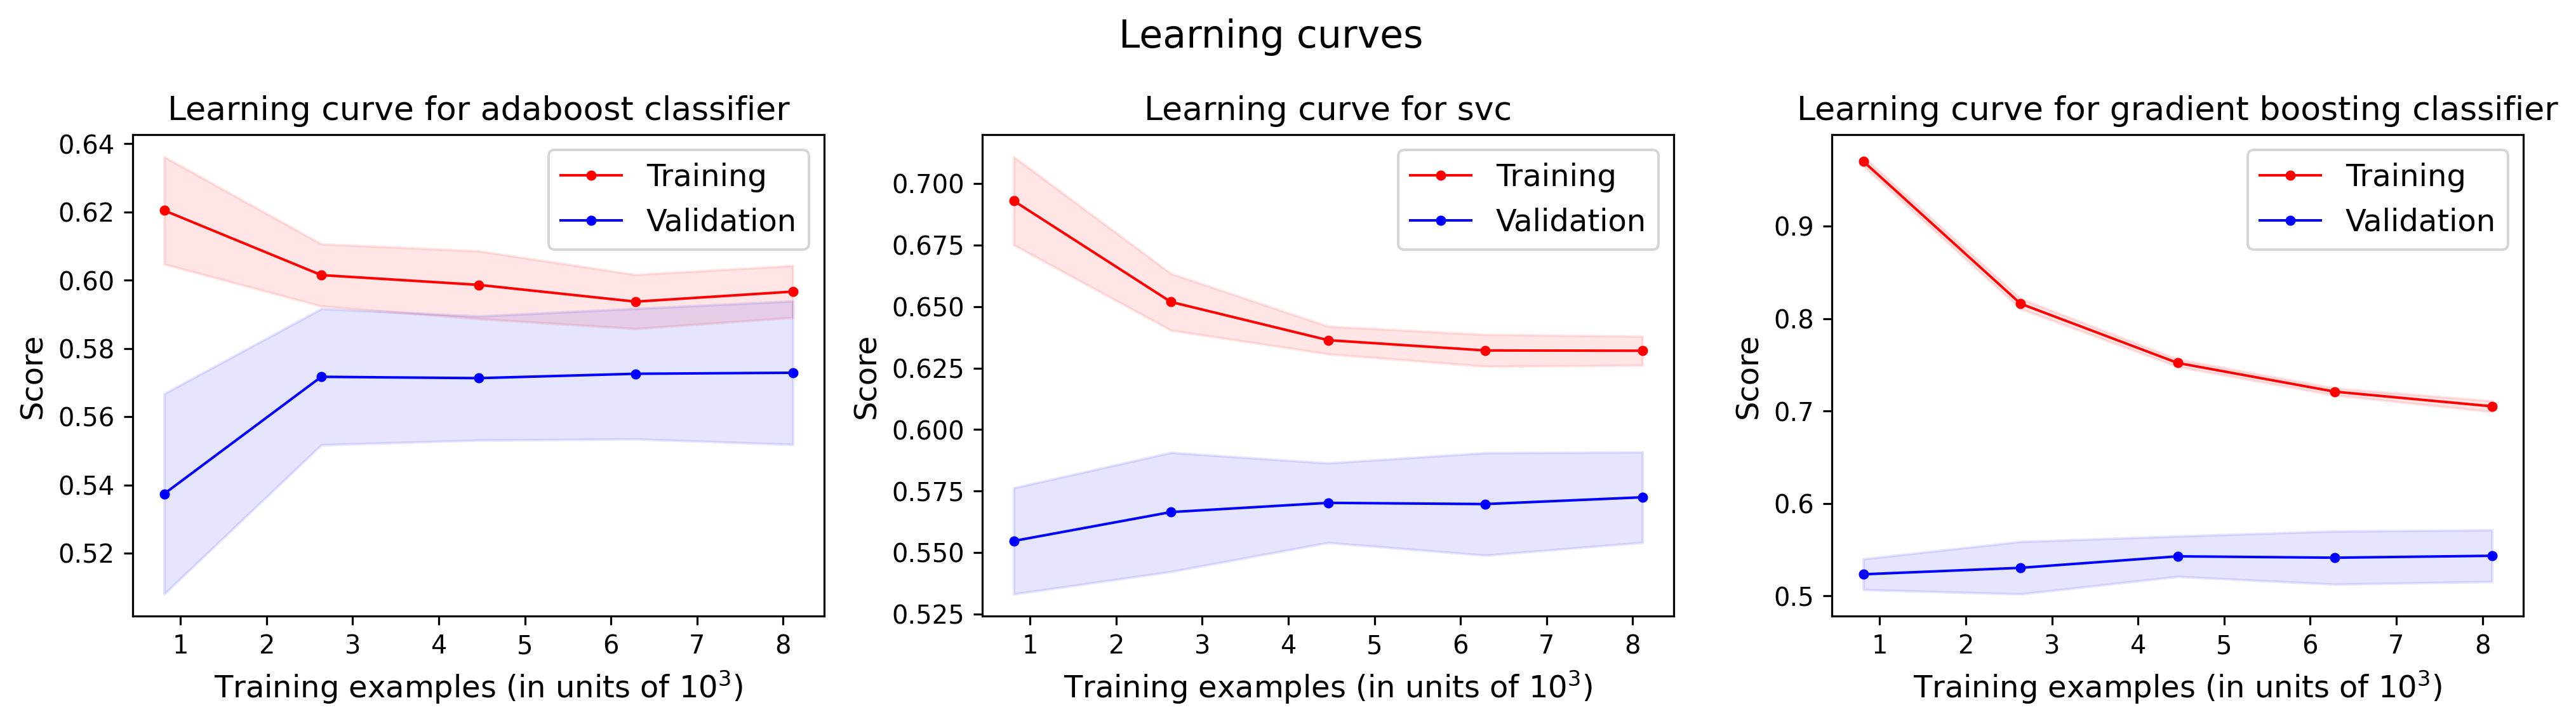 Learning curves
Learning curve for adaboost classifier
0.64
0.62
0.60
0.58
0.56
0.54
0.52
Score
1 2 3 4 5 6 7 8
Training examples (in units of 10³)
Training
Validation
Learning curve for svc
0.700
0.675
0.650
0.625
0.600
0.575
0.550
0.525
Score
1 2 3 4 5 6 7 8
Training examples (in units of 10³)
Training
Validation
Learning curve for gradient boosting classifier
0.9
0.8
0.7
0.6
0.5
Score
1 2 3 4 5 6 7 8
Training examples (in units of 10³)
Training
Validation